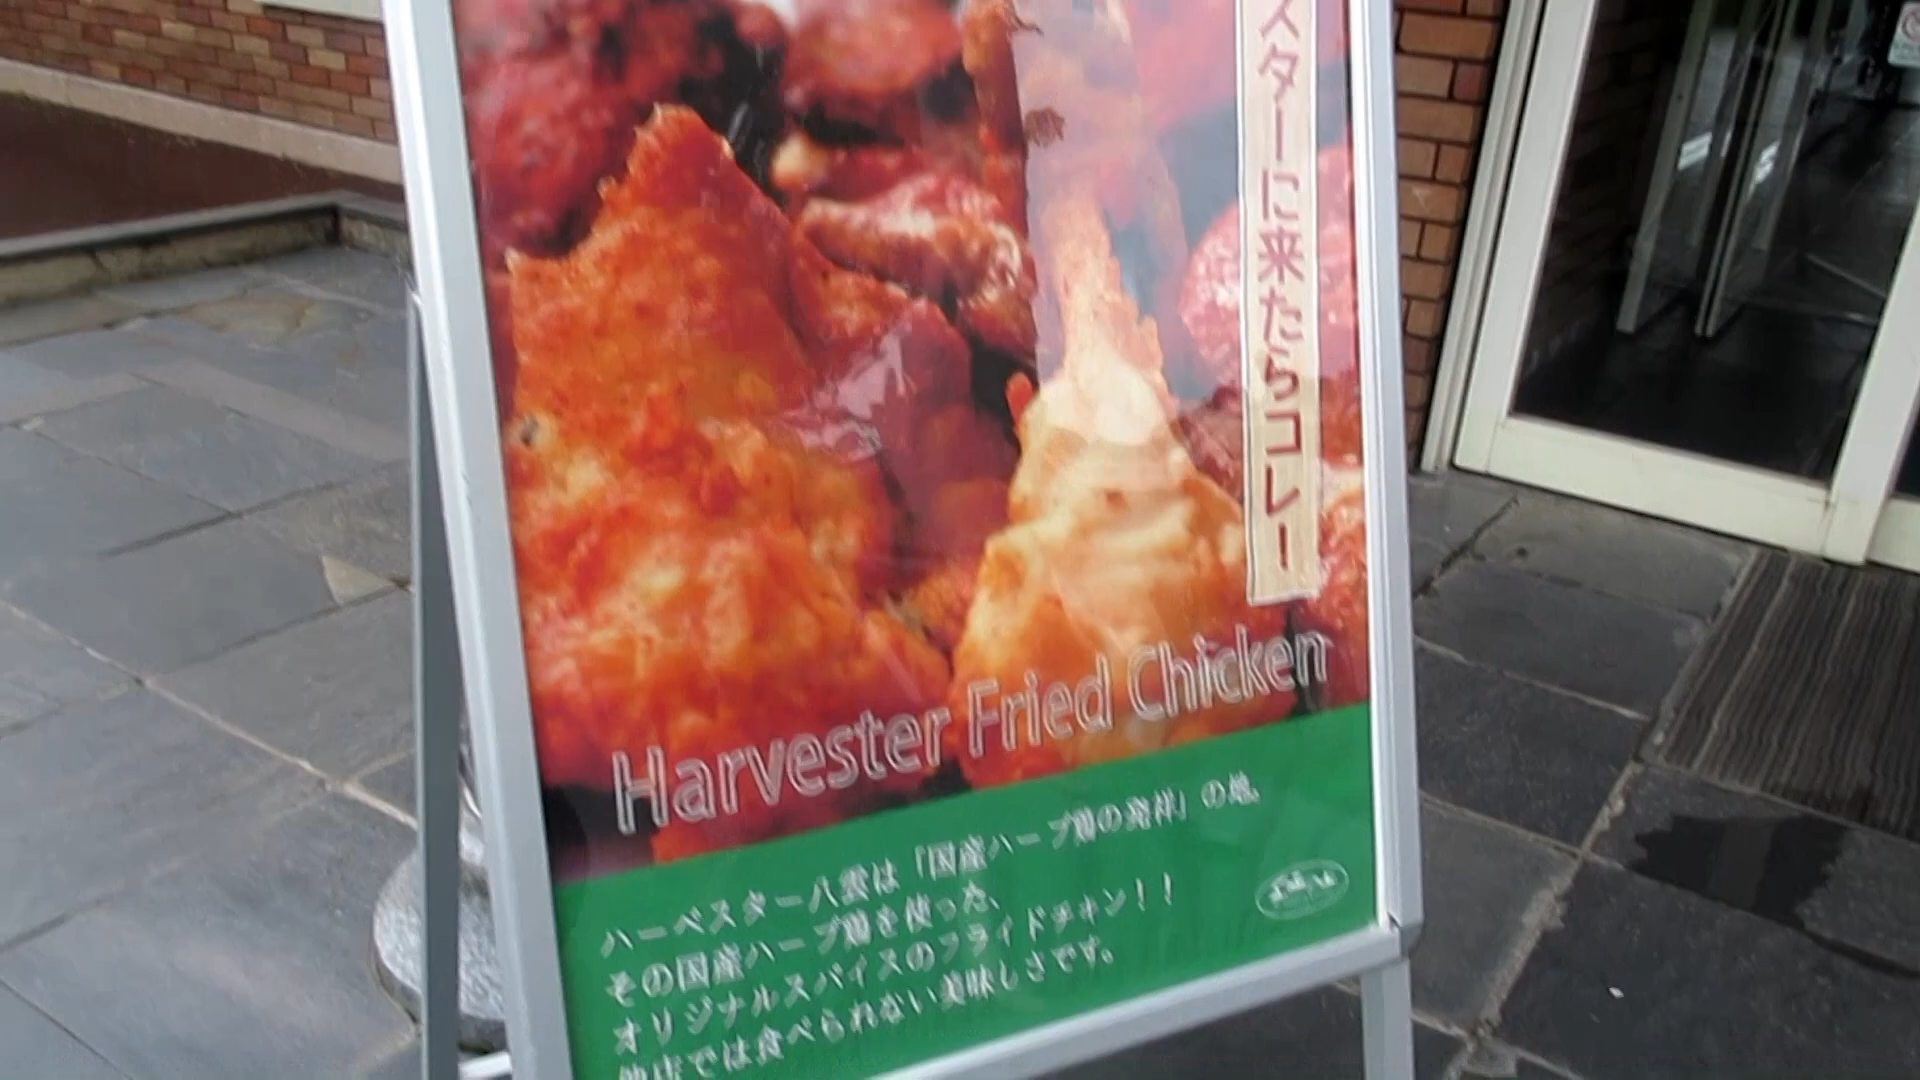 スターに来たらコレー
Harvester Fried Chicken
ハーベスター八雲は「国産ハーブ鶏の発祥」の地、
その国産ハーブ鶏を使った、
オリジナルスパイスのフライドチキン！！
他店では食べられない美味しさです。